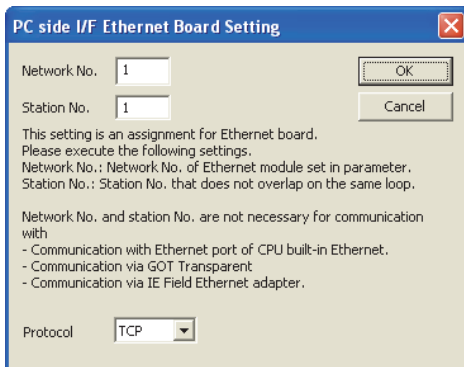 PC side I/F Ethernet Board Setting
Network No. 1
OK
Station No. 1
Cancel
This setting is an assignment for Ethernet board.
Please execute the following settings.
Network No.: Network No. of Ethernet module set in parameter.
Station No.: Station No. that does not overlap on the same loop.
Network No. and station No. are not necessary for communication
with
- Communication with Ethernet port of CPU built-in Ethernet.
- Communication via GOT Transparent
- Communication via IE Field Ethernet adapter.
Protocol TCP